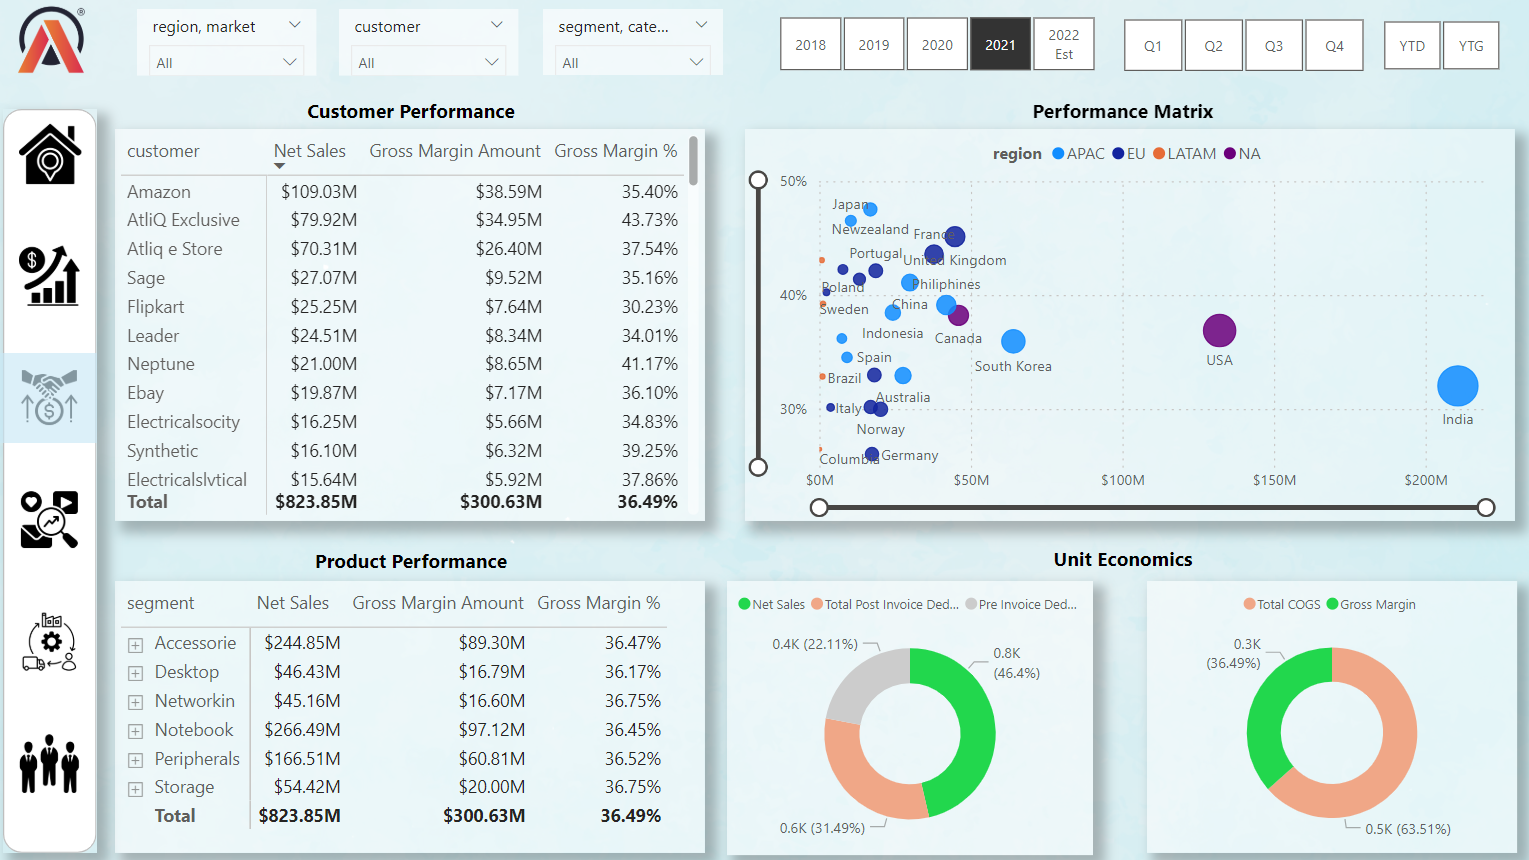 ®
region, market
All
customer
All
segment, cate...
All
2018
2019
2020
2021
2022
Est
Q1
Q2
Q3
Q4
YTD
YTG
Customer Performance
customer Net Sales Gross Margin Amount Gross Margin %
Amazon $109.03M $38.59M 35.40%
AtliQ Exclusive $79.92M $34.95M 43.73%
Atliq e Store $70.31M $26.40M 37.54%
Sage $27.07M $9.52M 35.16%
Flipkart $25.25M $7.64M 30.23%
Leader $24.51M $8.34M 34.01%
Neptune $21.00M $8.65M 41.17%
Ebay $19.87M $7.17M 36.10%
Electricalsocity $16.25M $5.66M 34.83%
Synthetic $16.10M $6.32M 39.25%
Electricalslvtical $15.64M $5.92M 37.86%
Total $823.85M $300.63M 36.49%
Performance Matrix
region APAC EU LATAM NA
50%
40%
30%
Japan
Newzealand
France
Portugal
United Kingdom
Poland
Philipines
Sweden
China
Indonesia
Canada
South Korea
USA
Spain
Brazil
Australia
Italy
Norway
India
Columbia
Germany
$0M $50M $100M $150M $200M
Product Performance
segment Net Sales Gross Margin Amount Gross Margin %
Accessorie $244.85M $89.30M 36.47%
Desktop $46.43M $16.79M 36.17%
Networkin $45.16M $16.60M 36.75%
Notebook $266.49M $97.12M 36.45%
Peripherals $166.51M $60.81M 36.52%
Storage $54.42M $20.00M 36.75%
Total $823.85M $300.63M 36.49%
Unit Economics
Net Sales Total Post Invoice Ded... Pre Invoice Ded...
0.4K (22.11%)
0.8K
(46.4%)
0.6K (31.49%)
Total COGS Gross Margin
0.3K
(36.49%)
0.5K (63.51%)